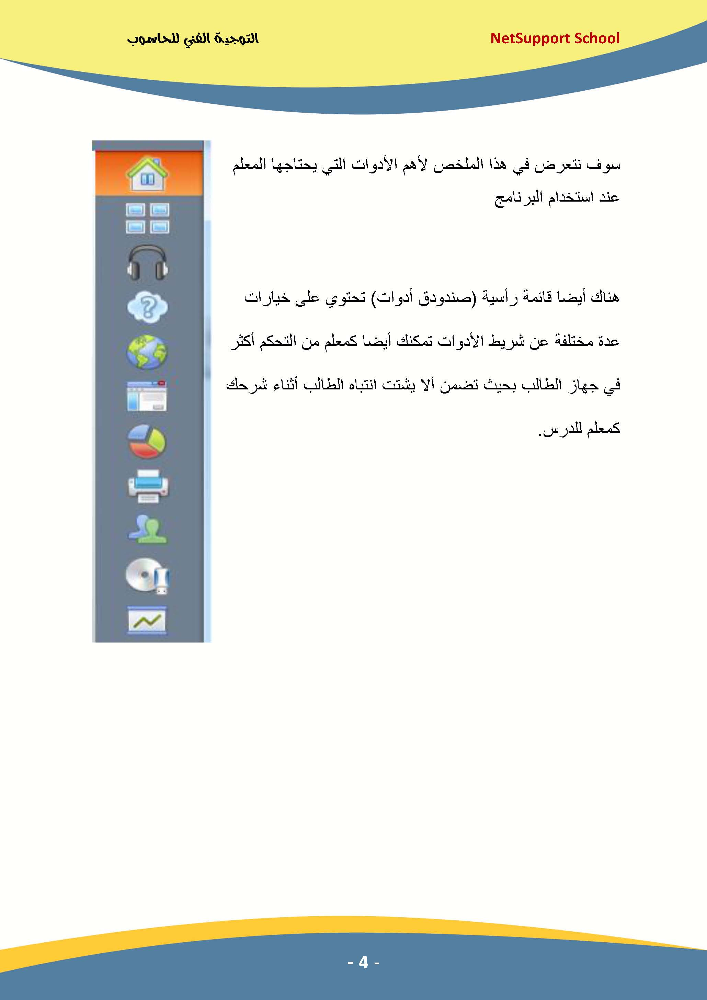 NetSupport School
التوجية الفني للحاسوب
سوف نتعرض في هذا الملخص لأهم الأدوات التي يحتاجها المعلم
عند استخدام البرنامج
هناك أيضا قائمة رأسية (صندودق أدوات) تحتوي على خيارات
عدة مختلفة عن شريط الأدوات تمكنك أيضا كمعلم من التحكم أكثر
في جهاز الطالب بحيث تضمن ألا يشتت انتباه الطالب أثناء شرحك
كمعلم للدرس.
- 4 -